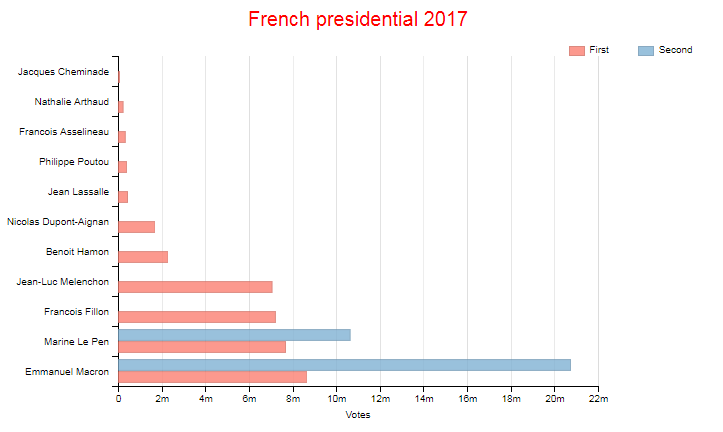 French presidential 2017
First
Second
Jacques Cheminade
Nathalie Arthaud
Francois Asselineau
Philippe Poutou
Jean Lassalle
Nicolas Dupont-Aignan
Benoit Hamon
Jean-Luc Melenchon
Francois Fillon
Marine Le Pen
Emmanuel Macron
0 2m 4m 6m 8m 10m 12m 14m 16m 18m 20m 22m
Votes